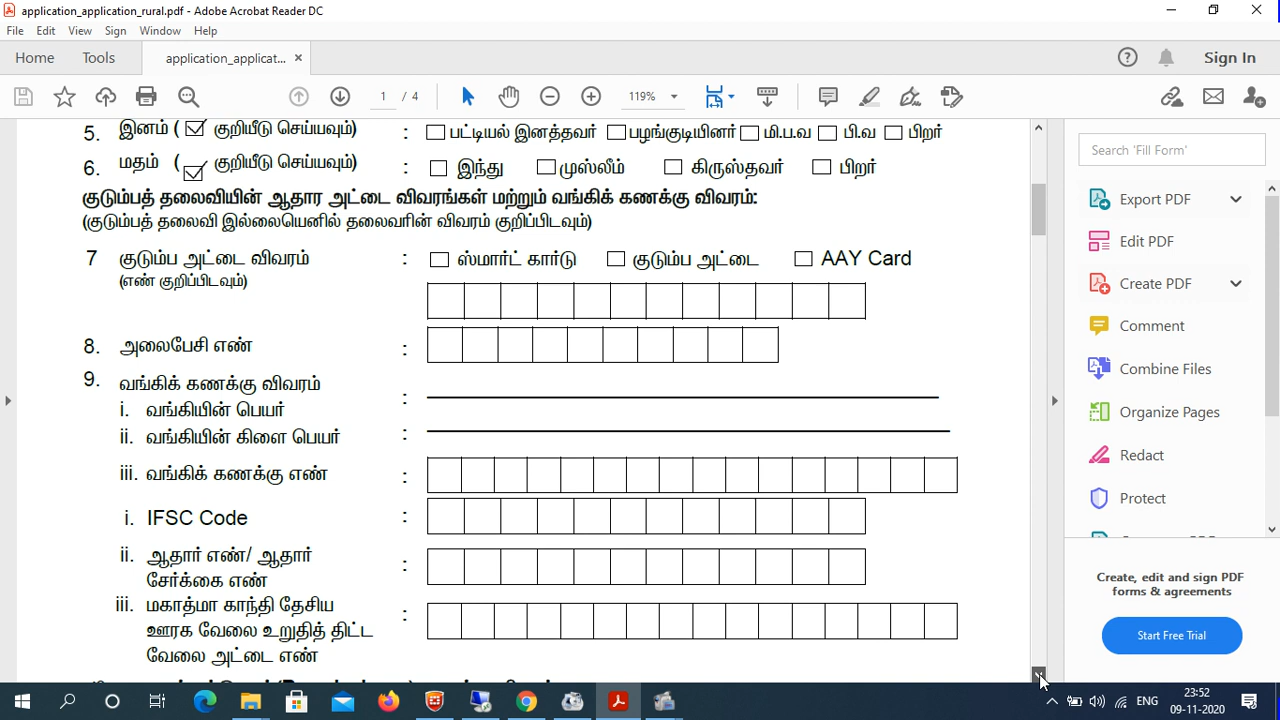 application_application_rural.pdf - Adobe Acrobat Reader DC
File Edit View Sign Window Help
Home Tools application_applicat... × Sign In
1 / 4 119%
5. இனம் ( குறியீடு செய்யவும்) : பட்டியல் இனத்தவர் பழங்குடியினர் மி.ப.வ பி.வ பிறர்
6. மதம் ( குறியீடு செய்யவும்) : இந்து முஸ்லீம் கிருஸ்தவர் பிறர்
குடும்பத் தலைவியின் ஆதார அட்டை விவரங்கள் மற்றும் வங்கிக் கணக்கு விவரம்:
(குடும்பத் தலைவி இல்லையெனில் தலைவரின் விவரம் குறிப்பிடவும்)
7 குடும்ப அட்டை விவரம் : ஸ்மார்ட் கார்டு குடும்ப அட்டை AAY Card
(எண் குறிப்பிடவும்)
8. அலைபேசி எண் :
9. வங்கிக் கணக்கு விவரம்
i. வங்கியின் பெயர் :
ii. வங்கியின் கிளை பெயர் :
iii. வங்கிக் கணக்கு எண் :
i. IFSC Code :
ii. ஆதார் எண்/ ஆதார் :
சேர்க்கை எண்
iii. மகாத்மா காந்தி தேசிய :
ஊரக வேலை உறுதித் திட்ட
வேலை அட்டை எண்
Search 'Fill Form'
Export PDF
Edit PDF
Create PDF
Comment
Combine Files
Organize Pages
Redact
Protect
Create, edit and sign PDF
forms & agreements
Start Free Trial
ENG
23:52
09-11-2020